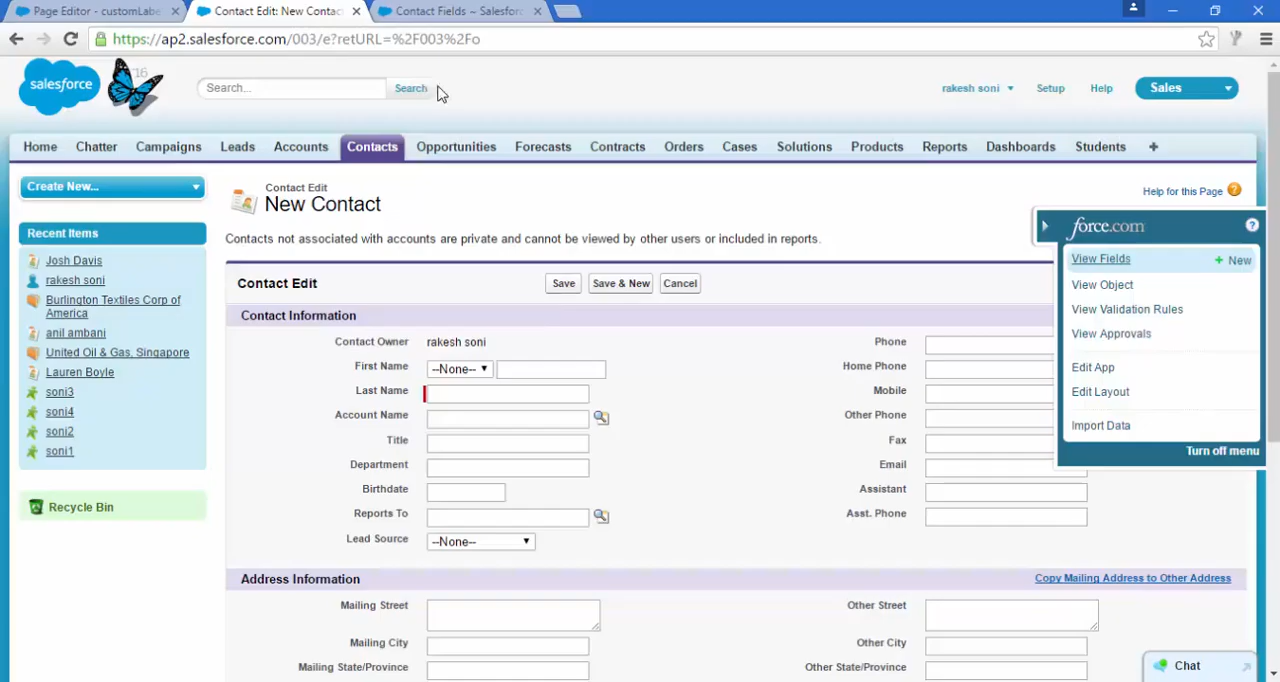 Page Editor - customLabe
Contact Edit: New Contac
Contact Fields ~ Salesfor
https://ap2.salesforce.com/003/e?retURL=%2F003%2Fo
salesforce
'16
Search...
Search
rakesh soni
Setup
Help
Sales
Home
Chatter
Campaigns
Leads
Accounts
Contacts
Opportunities
Forecasts
Contracts
Orders
Cases
Solutions
Products
Reports
Dashboards
Students
+
Create New...
Recent Items
Josh Davis
rakesh soni
Burlington Textiles Corp of
America
anil ambani
United Oil & Gas, Singapore
Lauren Boyle
soni3
soni4
soni2
soni1
Recycle Bin
Contact Edit
New Contact
Help for this Page
Contacts not associated with accounts are private and cannot be viewed by other users or included in reports.
Contact Edit
Save
Save & New
Cancel
Contact Information
Contact Owner
rakesh soni
First Name
--None--
Last Name
Account Name
Title
Department
Birthdate
Reports To
Lead Source
--None--
Phone
Home Phone
Mobile
Other Phone
Fax
Email
Assistant
Asst. Phone
Address Information
Copy Mailing Address to Other Address
Mailing Street
Mailing City
Mailing State/Province
Other Street
Other City
Other State/Province
force.com
View Fields
+ New
View Object
View Validation Rules
View Approvals
Edit App
Edit Layout
Import Data
Turn off menu
Chat